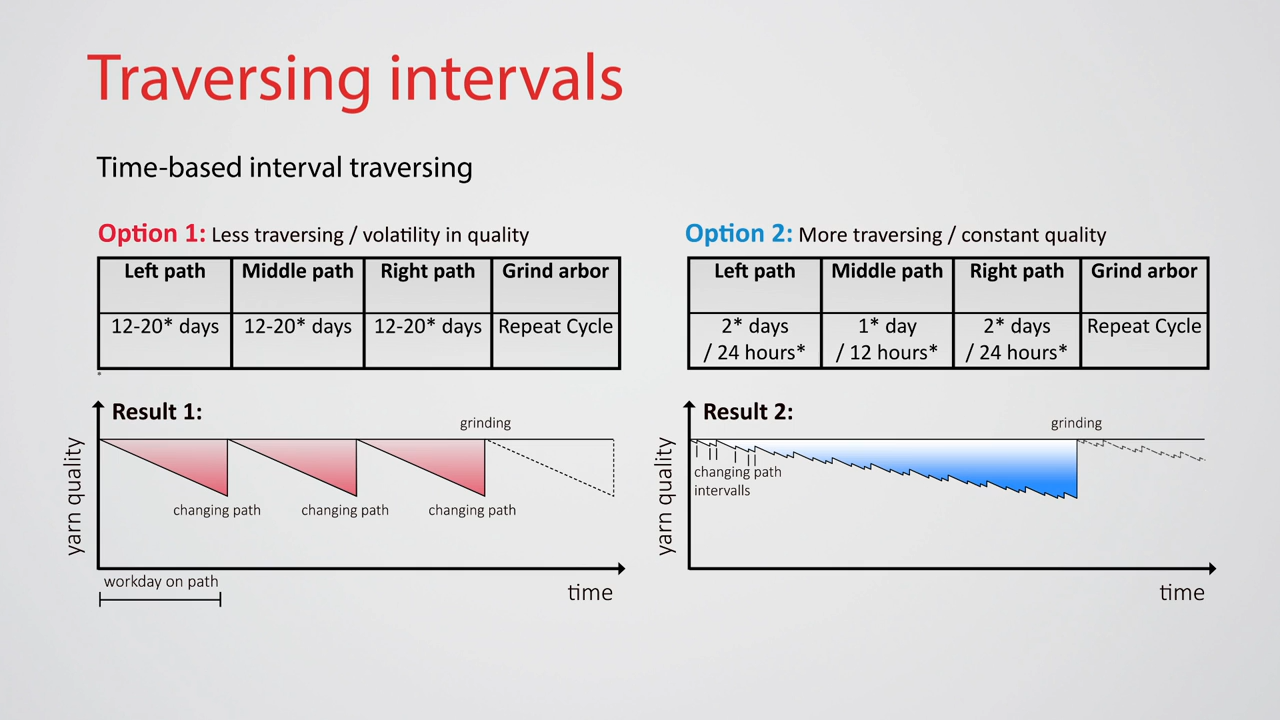 Traversing intervals
Time-based interval traversing
Option 1: Less traversing / volatility in quality
Left path Middle path Right path Grind arbor
12-20* days 12-20* days 12-20* days Repeat Cycle
Result 1:
yarn quality
grinding
changing path changing path changing path
workday on path
time
Option 2: More traversing / constant quality
Left path Middle path Right path Grind arbor
2* days 1* day 2* days Repeat Cycle
/ 24 hours* / 12 hours* / 24 hours*
Result 2:
yarn quality
grinding
changing path
intervalls
time